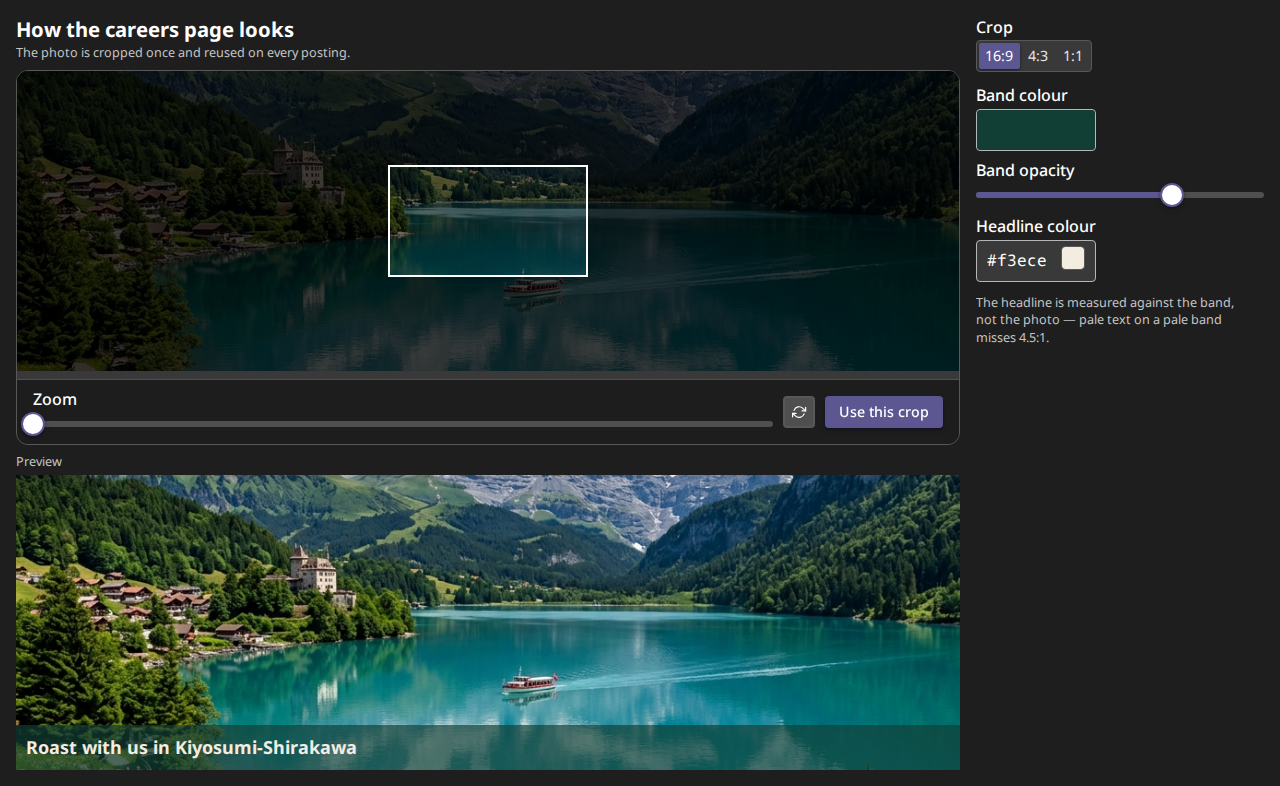 How the careers page looks
The photo is cropped once and reused on every posting.
Zoom
Use this crop
Preview
Roast with us in Kiyosumi-Shirakawa
Crop
16:9 4:3 1:1
Band colour
Band opacity
Headline colour
#f3ece
The headline is measured against the band,
not the photo — pale text on a pale band
misses 4.5:1.